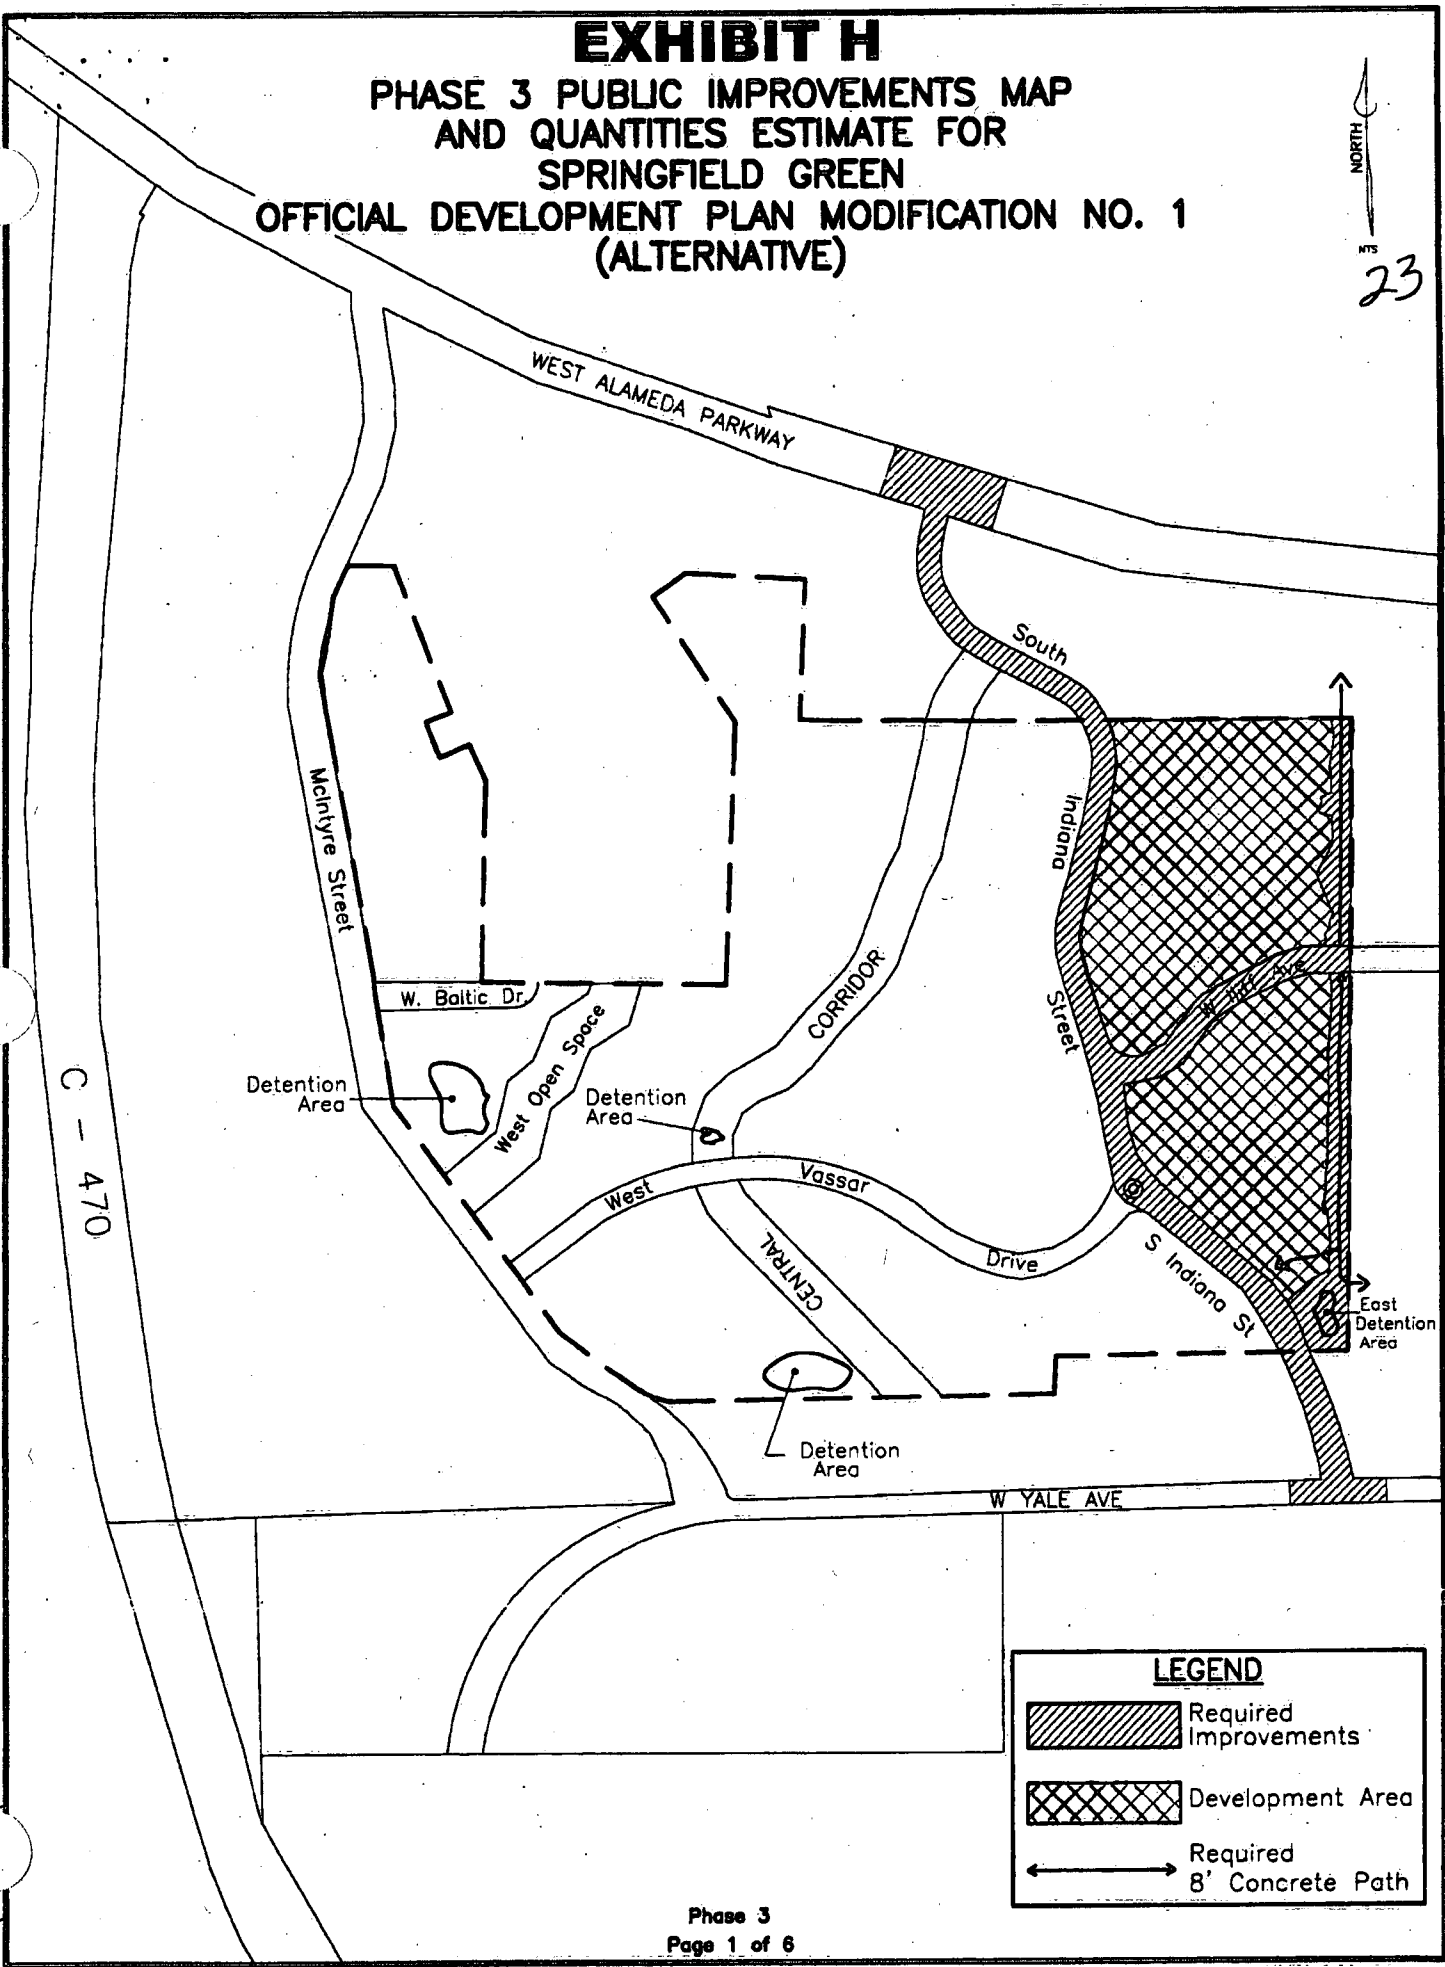 EXHIBIT H
PHASE 3 PUBLIC IMPROVEMENTS MAP
AND QUANTITIES ESTIMATE FOR
SPRINGFIELD GREEN
OFFICIAL DEVELOPMENT PLAN MODIFICATION NO. 1
(ALTERNATIVE)
NORTH
NTS
23
WEST ALAMEDA PARKWAY
South
Indiana
Street
McIntyre Street
W. Baltic Dr
West Open Space
CORRIDOR
W Ave
Detention
Area
Detention
Area
C - 470
West
Vassar
Drive
CENTRAL
S Indiana St
East
Detention
Area
Detention
Area
W YALE AVE
LEGEND
Required
Improvements
Development Area
Required
8' Concrete Path
Phase 3
Page 1 of 6